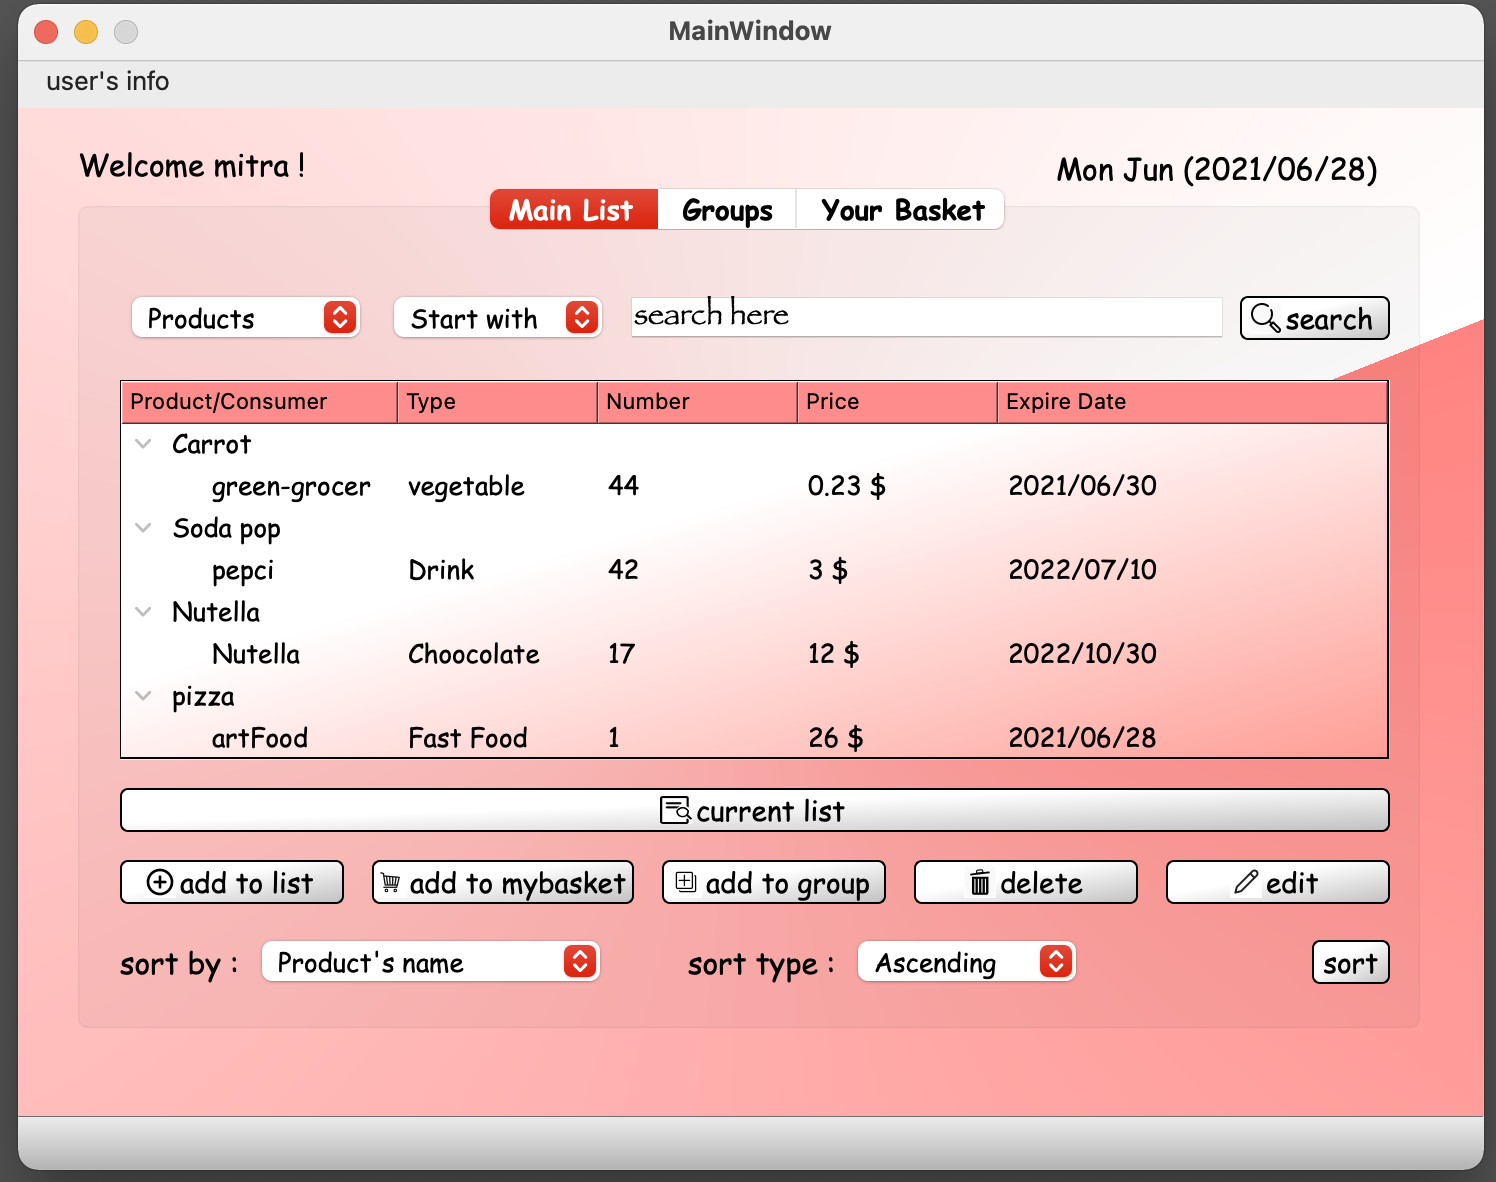 MainWindow
user's info
Welcome mitra !
Mon Jun (2021/06/28)
Main List Groups Your Basket
Products Start with search here search
Product/Consumer Type Number Price Expire Date
Carrot
green-grocer vegetable 44 0.23 $ 2021/06/30
Soda pop
pepci Drink 42 3 $ 2022/07/10
Nutella
Nutella Choocolate 17 12 $ 2022/10/30
pizza
artFood Fast Food 1 26 $ 2021/06/28
current list
add to list add to mybasket add to group delete edit
sort by : Product's name sort type : Ascending sort